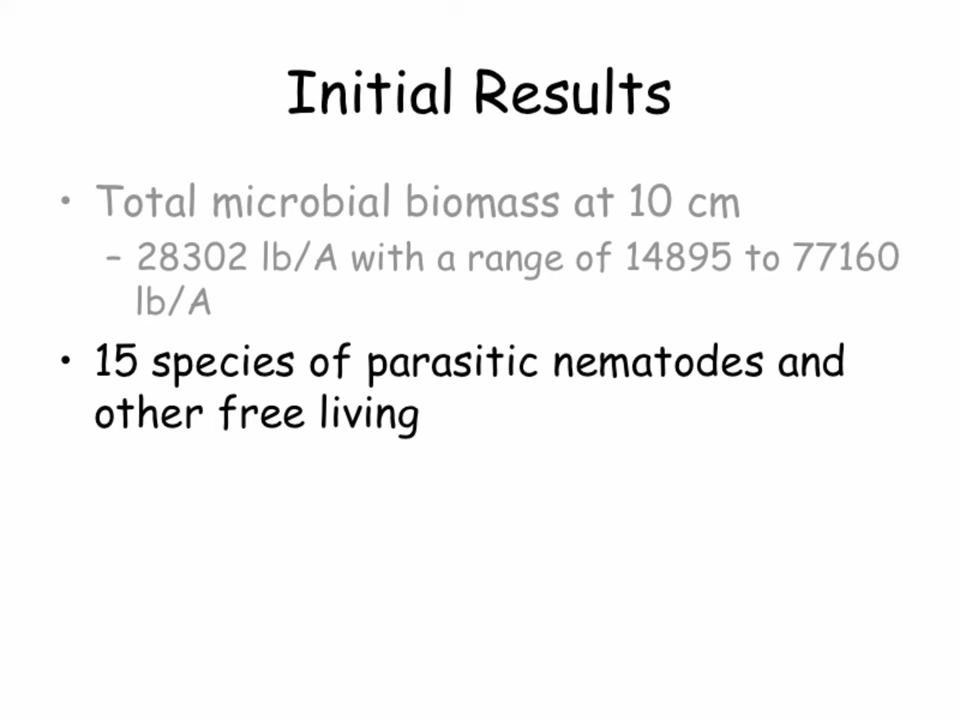 Initial Results
• Total microbial biomass at 10 cm
– 28302 lb/A with a range of 14895 to 77160
lb/A
• 15 species of parasitic nematodes and
other free living